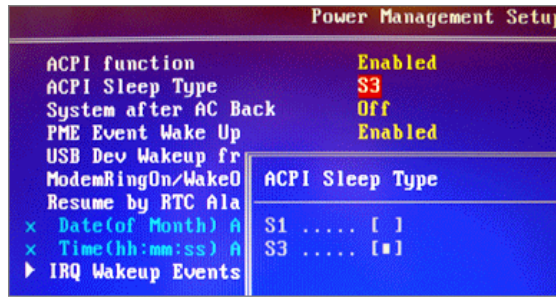 Power Management Setup
ACPI function Enabled
ACPI Sleep Type S3
System after AC Back Off
PME Event Wake Up Enabled
USB Dev Wakeup fr
ModemRingOn/WakeO
Resume by RTC Ala
x Date(of Month) A
x Time(hh:mm:ss) A
▶ IRQ Wakeup Events
ACPI Sleep Type
S1 ..... [ ]
S3 ..... [■]